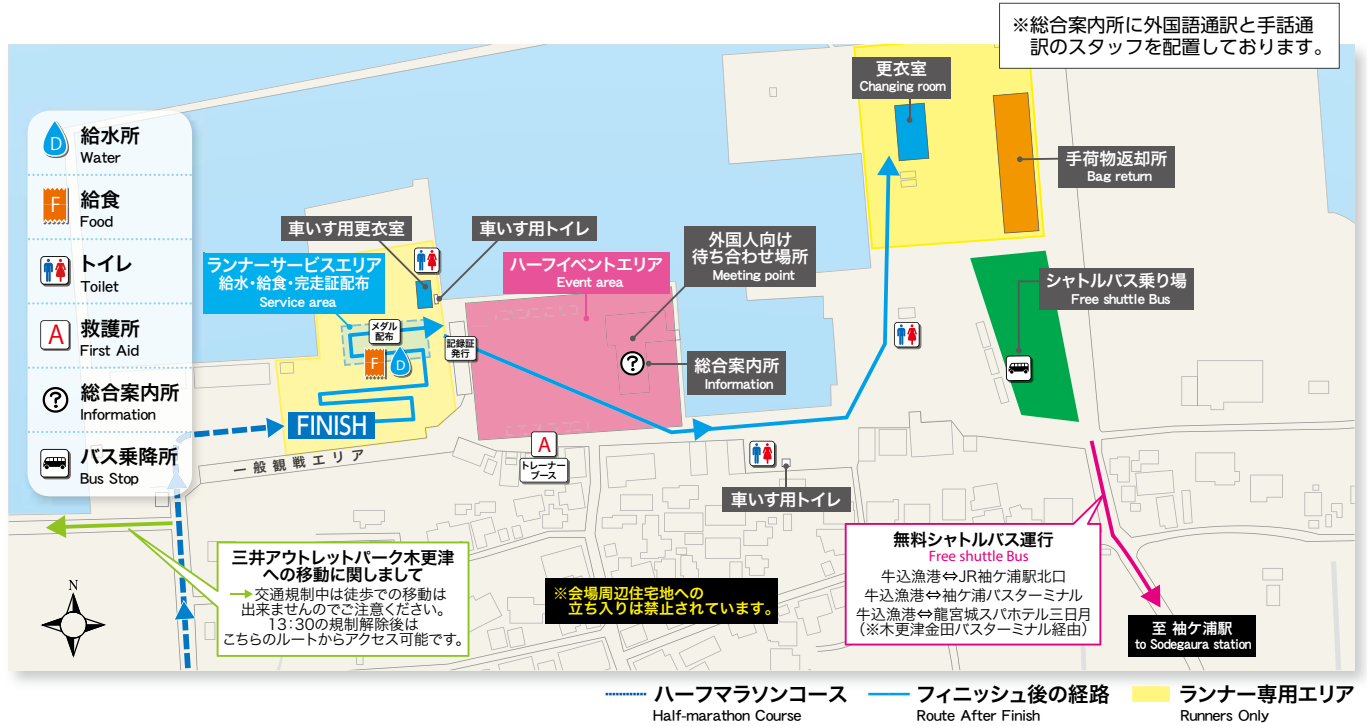 ※総合案内所に外国語通訳と手話通
訳のスタッフを配置しております。
D
給水所
Water
F
給食
Food
トイレ
Toilet
A
救護所
First Aid
?
総合案内所
Information
バス乗降所
Bus Stop
更衣室
Changing room
手荷物返却所
Bag return
車いす用更衣室
車いす用トイレ
外国人向け
待ち合わせ場所
Meeting point
ランナーサービスエリア
給水・給食・完走証配布
Service area
ハーフイベントエリア
Event area
シャトルバス乗り場
Free shuttle Bus
メダル
配布
記録証
発行
F
D
?
総合案内所
Information
FINISH
一般観戦エリア
A
トレーナー
ブース
車いす用トイレ
三井アウトレットパーク木更津
への移動に関しまして
交通規制中は徒歩での移動は
出来ませんのでご注意ください。
13:30の規制解除後は
こちらのルートからアクセス可能です。
N
※会場周辺住宅地への
立ち入りは禁止されています。
無料シャトルバス運行
Free shuttle Bus
牛込漁港⇔JR袖ケ浦駅北口
牛込漁港⇔袖ケ浦バスターミナル
牛込漁港⇔龍宮城スパホテル三日月
(※木更津金田バスターミナル経由)
至 袖ケ浦駅
to Sodegaura station
ハーフマラソンコース
Half-marathon Course
フィニッシュ後の経路
Route After Finish
ランナー専用エリア
Runners Only